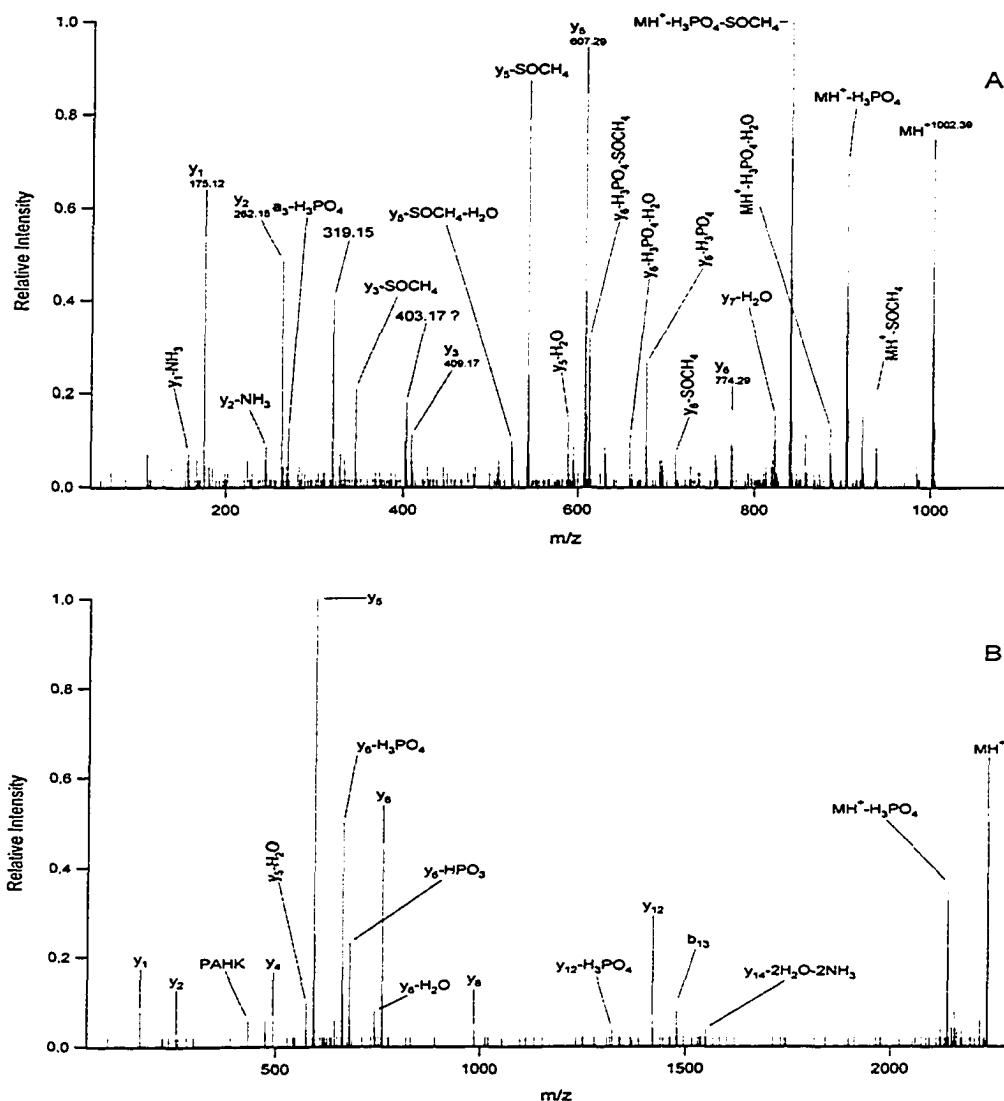 MH⁺-H₃PO₄-SOCH₄
A
y₅
607.29
y₅-SOCH₄
MH⁺-H₃PO₄
MH⁺1002.39
y₆-H₃PO₄-SOCH₄
MH⁺-H₃PO₄-H₂O
y₁
175.12
y₂
262.15
a₃-H₃PO₄
319.15
y₅-SOCH₄-H₂O
y₆-H₃PO₄-H₂O
y₆-H₃PO₄
y₃-SOCH₄
403.17 ?
y₃
409.17
y₇-H₂O
MH⁺-SOCH₄
y₁-NH₃
y₂-NH₃
y₅-H₂O
y₆-SOCH₄
y₆
774.29
Relative Intensity
1.0
0.8
0.6
0.4
0.2
0.0
200 400 600 800 1000
m/z
B
y₅
y₆-H₃PO₄
y₆
MH⁺
MH⁺-H₃PO₄
y₅-H₂O
y₆-HPO₃
y₁₂
b₁₃
y₁
y₂
PAHK
y₄
y₆-H₂O
y₈
y₁₂-H₃PO₄
y₁₄-2H₂O-2NH₃
Relative Intensity
1.0
0.8
0.6
0.4
0.2
0.0
500 1000 1500 2000
m/z